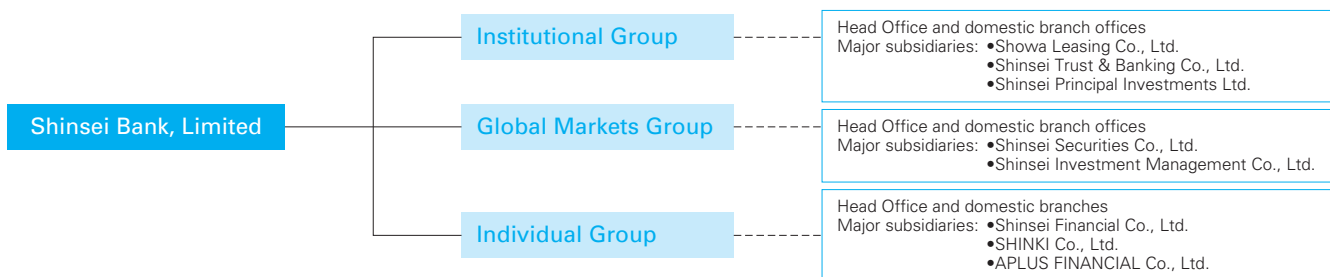 Shinsei Bank, Limited
Institutional Group
Head Office and domestic branch offices
Major subsidiaries: •Showa Leasing Co., Ltd.
•Shinsei Trust & Banking Co., Ltd.
•Shinsei Principal Investments Ltd.
Global Markets Group
Head Office and domestic branch offices
Major subsidiaries: •Shinsei Securities Co., Ltd.
•Shinsei Investment Management Co., Ltd.
Individual Group
Head Office and domestic branches
Major subsidiaries: •Shinsei Financial Co., Ltd.
•SHINKI Co., Ltd.
•APLUS FINANCIAL Co., Ltd.